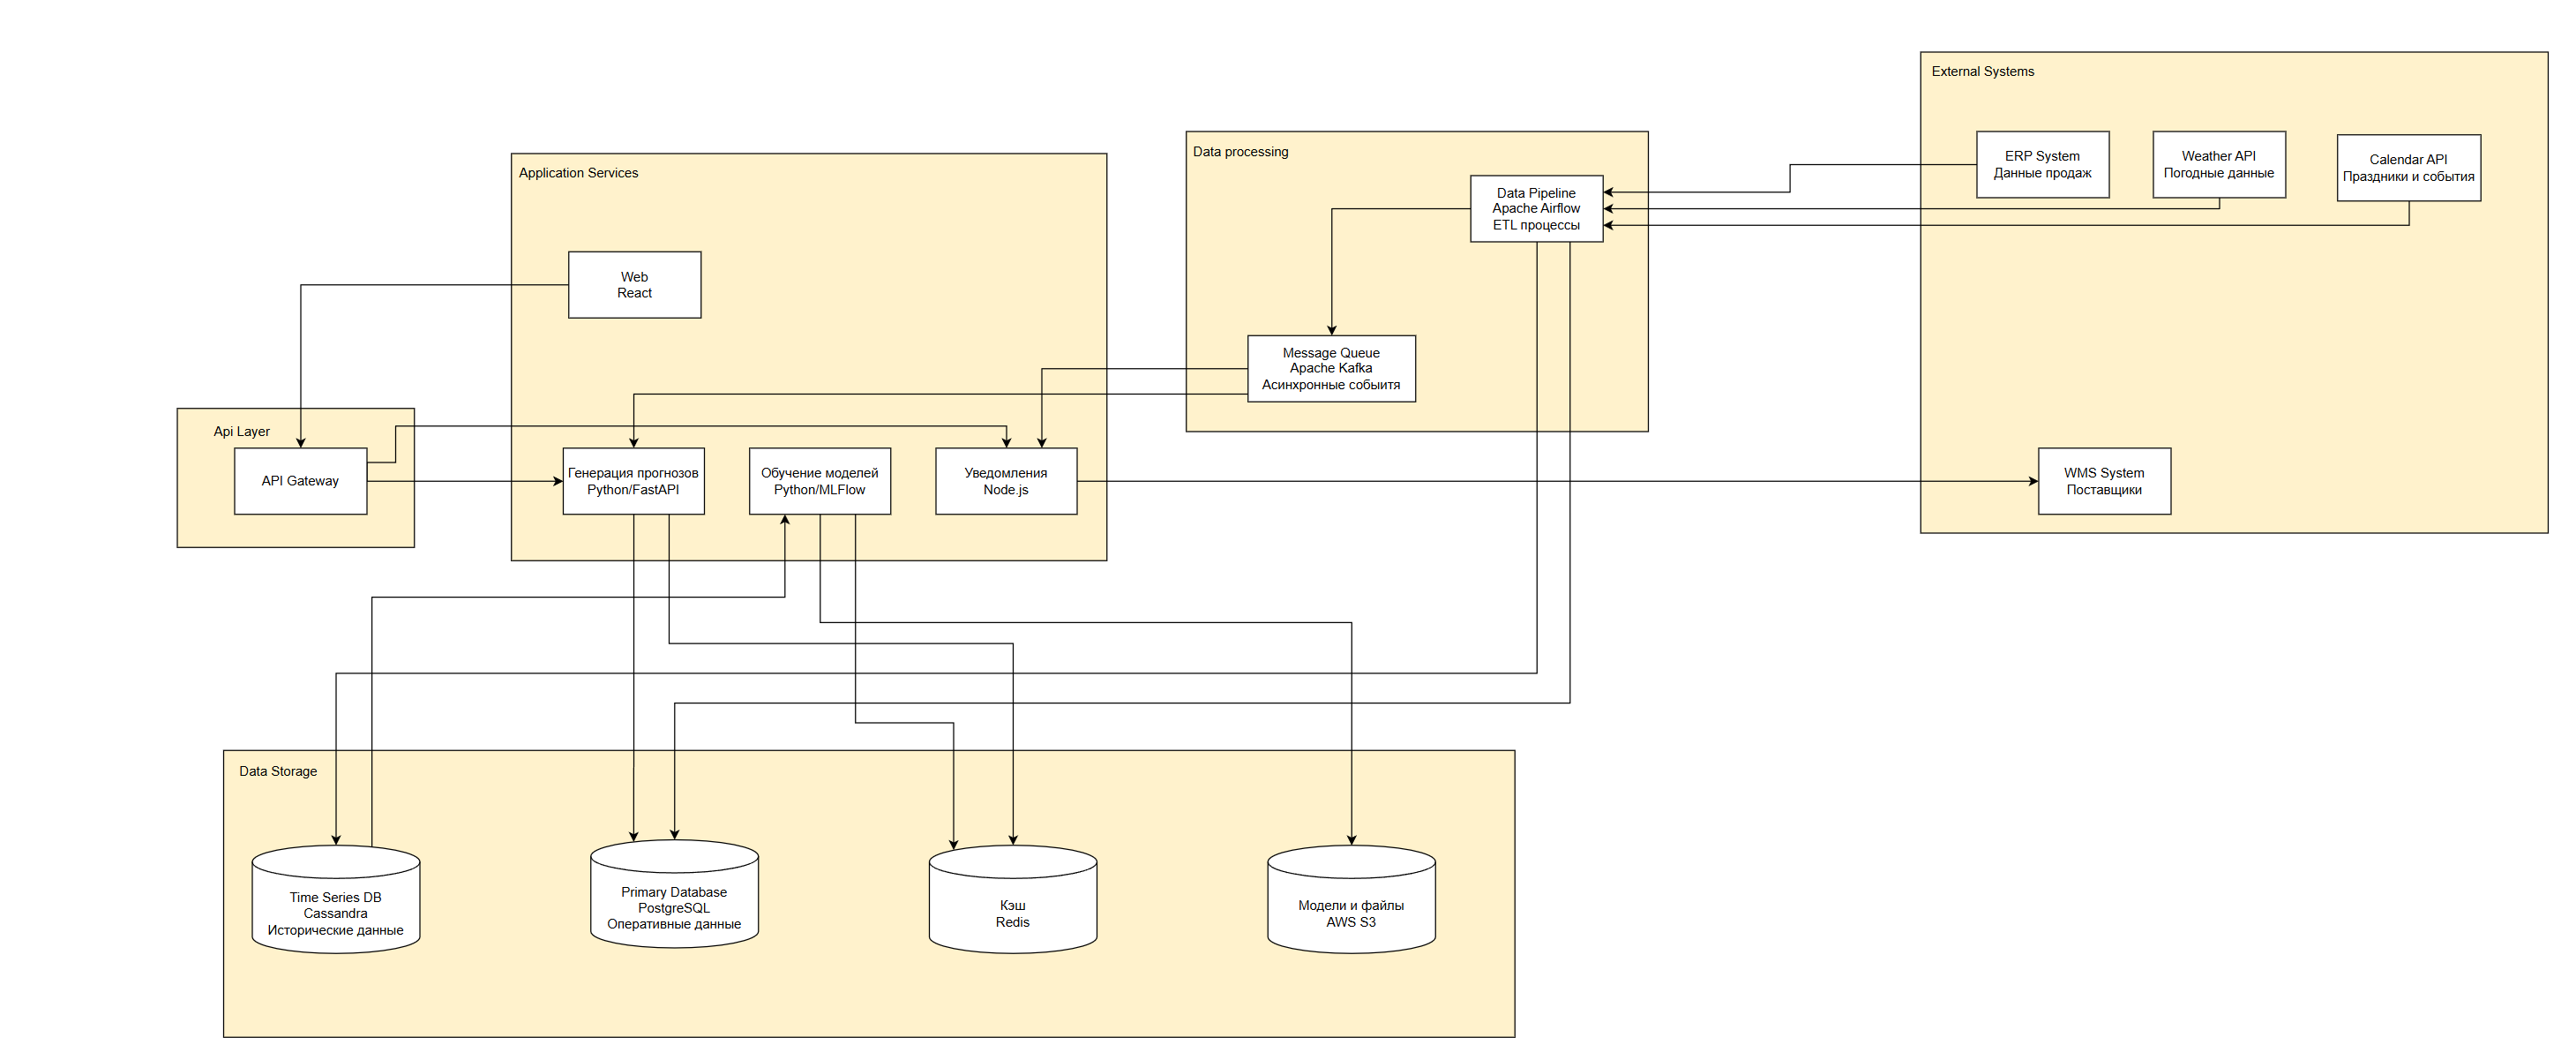 External Systems
ERP System
Данные продаж
Weather API
Погодные данные
Calendar API
Праздники и события
Data processing
Data Pipeline
Apache Airflow
ETL процессы
Application Services
Web
React
Message Queue
Apache Kafka
Асинхронные собыитя
Api Layer
API Gateway
Генерация прогнозов
Python/FastAPI
Обучение моделей
Python/MLFlow
Уведомления
Node.js
WMS System
Поставщики
Data Storage
Time Series DB
Cassandra
Исторические данные
Primary Database
PostgreSQL
Оперативные данные
Кэш
Redis
Модели и файлы
AWS S3